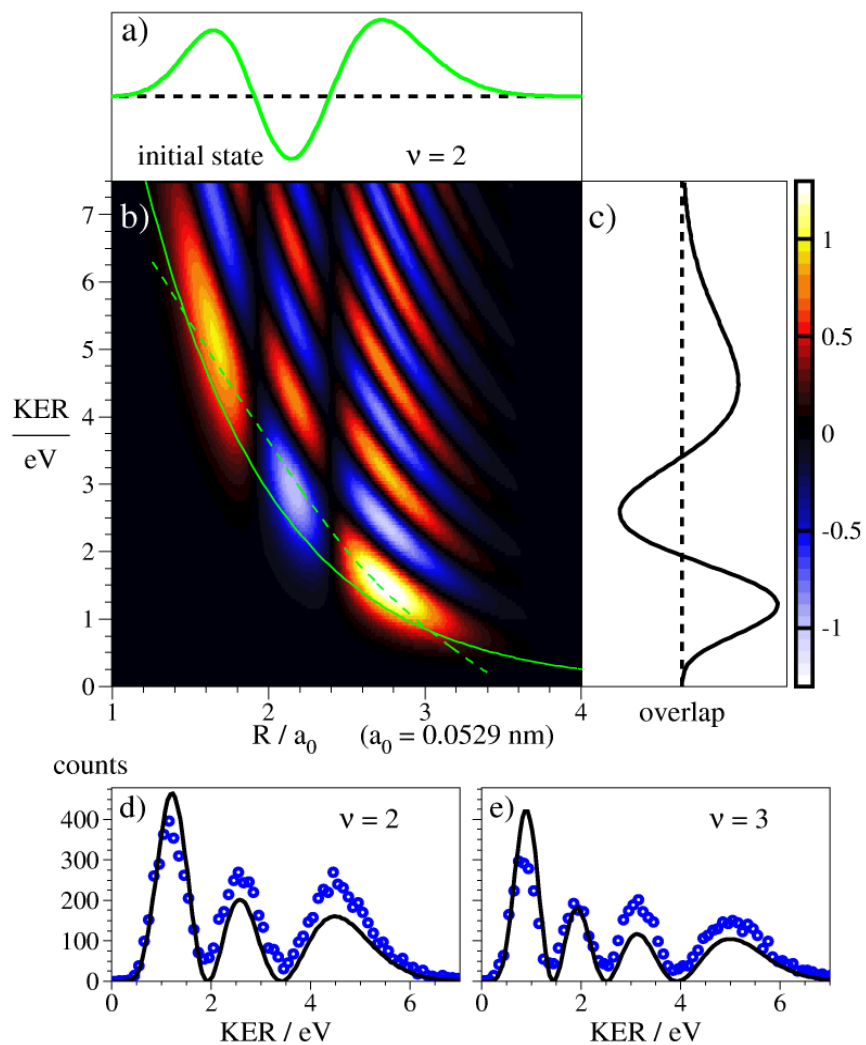 a)
initial state ν = 2
b)
c)
7
6
5
4
3
2
1
0
KER
eV
1 2 3 4
R / a₀ (a₀ = 0.0529 nm)
overlap
1
0.5
0
-0.5
-1
counts
d) ν = 2
400
300
200
100
0
0 2 4 6
KER / eV
e) ν = 3
0 2 4 6
KER / eV